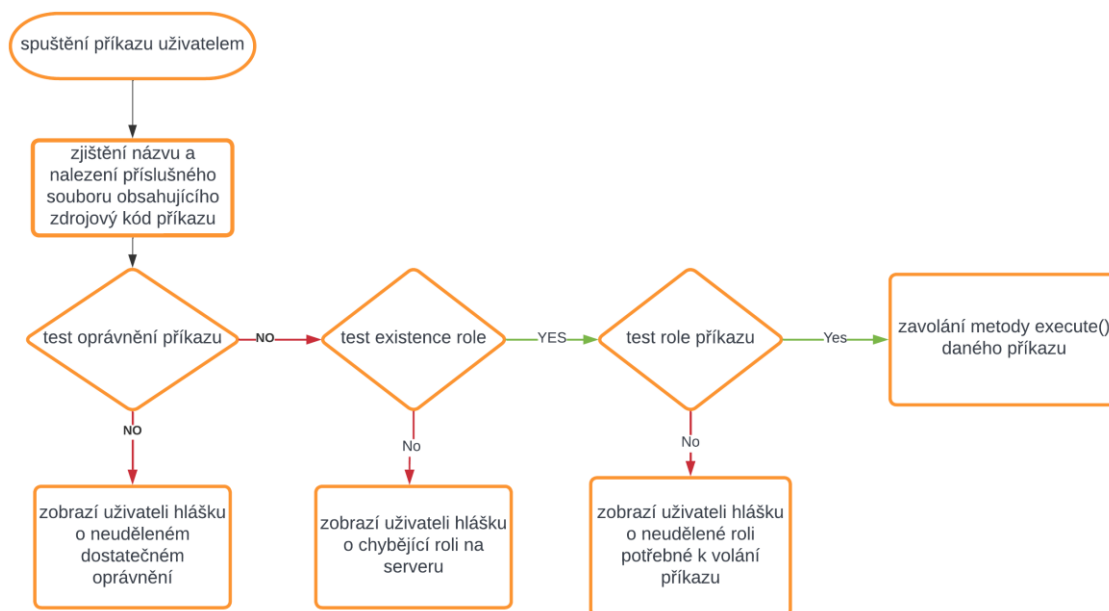 spuštění příkazu uživatelem
zjištění názvu a
nalezení příslušného
souboru obsahujícího
zdrojový kód příkazu
test oprávnění příkazu
NO
test existence role
YES
test role příkazu
Yes
zavolání metody execute()
daného příkazu
NO
No
No
zobrazí uživateli hlášku
o neuděleném
dostatečném
oprávnění
zobrazí uživateli hlášku
o chybějící roli na
serveru
zobrazí uživateli hlášku
o neudělené roli
potřebné k volání
příkazu